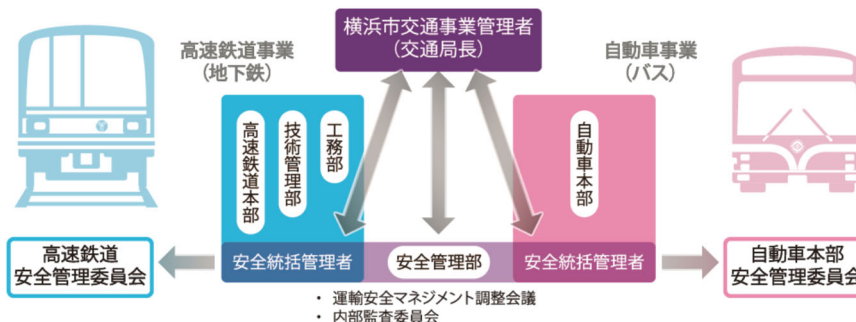 横浜市交通事業管理者
（交通局長）
高速鉄道事業
（地下鉄）
自動車事業
（バス）
高速鉄道本部
技術管理部
工務部
自動車本部
高速鉄道
安全管理委員会
安全統括管理者
安全管理部
安全統括管理者
自動車本部
安全管理委員会
・ 運輸安全マネジメント調整会議
・ 内部監査委員会